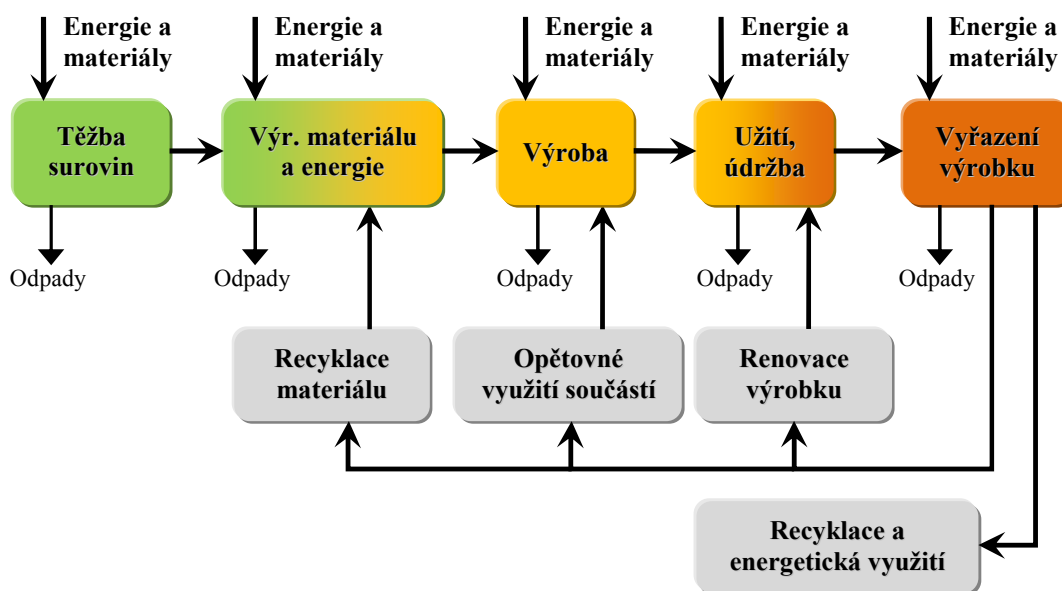 Energie a
materiály
Energie a
materiály
Energie a
materiály
Energie a
materiály
Energie a
materiály
Těžba
surovin
Výr. materiálu
a energie
Výroba
Užití,
údržba
Vyřazení
výrobku
Odpady
Odpady
Odpady
Odpady
Recyklace
materiálu
Opětovné
využití součástí
Renovace
výrobku
Recyklace a
energetická využití